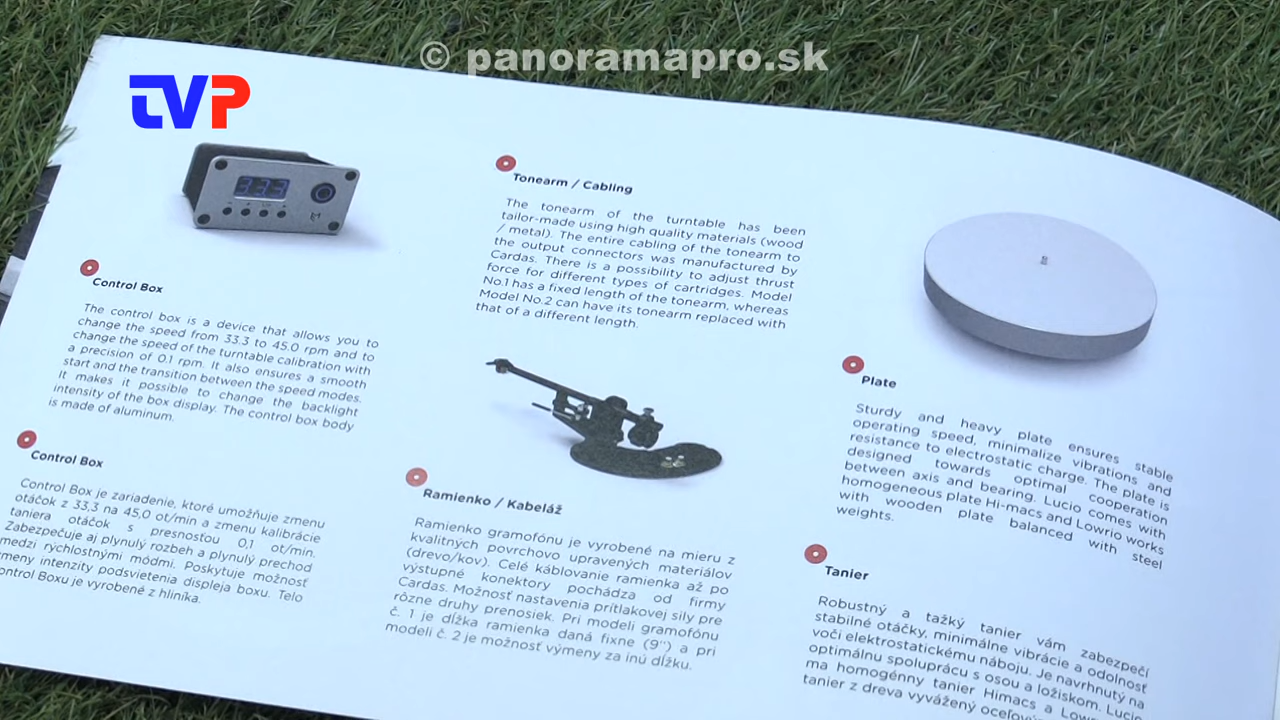 © panoramapro.sk
TVP
33.3
Control Box
The control box is a device that allows you to
change the speed from 33.3 to 45.0 rpm and to
change the speed of the turntable calibration with
a precision of 0.1 rpm. It also ensures a smooth
start and the transition between the speed modes.
It makes it possible to change the backlight
intensity of the box display. The control box body
is made of aluminum.
Control Box
Control Box je zariadenie, ktoré umožňuje zmenu
otáčok z 33,3 na 45,0 ot/min a zmenu kalibrácie
taniera otáčok s presnosťou 0,1 ot/min.
Zabezpečuje aj plynulý rozbeh a plynulý prechod
medzi rýchlostnými módmi. Poskytuje možnosť
meny intenzity podsvietenia displeja boxu. Telo
ontrol Boxu je vyrobené z hliníka.
Tonearm / Cabling
The tonearm of the turntable has been
tailor-made using high quality materials (wood
/ metal). The entire cabling of the tonearm to
the output connectors was manufactured by
Cardas. There is a possibility to adjust thrust
force for different types of cartridges. Model
No.1 has a fixed length of the tonearm, whereas
Model No.2 can have its tonearm replaced with
that of a different length.
Ramienko / Kabeláž
Ramienko gramofónu je vyrobené na mieru z
kvalitných povrchovo upravených materiálov
(drevo/kov). Celé káblovanie ramienka až po
výstupné konektory pochádza od firmy
Cardas. Možnosť nastavenia prítlakovej sily pre
rôzne druhy prenosiek. Pri modeli gramofónu
č. 1 je dĺžka ramienka daná fixne (9'') a pri
modeli č. 2 je možnosť výmeny za inú dĺžku.
Plate
Sturdy and heavy plate ensures stable
operating speed, minimalize vibrations and
resistance to electrostatic charge. The plate is
designed towards optimal cooperation
between axis and bearing. Lucio comes with
homogeneous plate Hi-macs and Lowrio works
with wooden plate balanced with steel
weights.
Tanier
Robustný a ťažký tanier vám zabezpečí
stabilné otáčky, minimálne vibrácie a odolnosť
voči elektrostatickému náboju. Je navrhnutý na
optimálnu spoluprácu s osou a ložiskom. Lucio
ma homogénny tanier Himacs a Lowr
tanier z dreva vyvážený oceľový